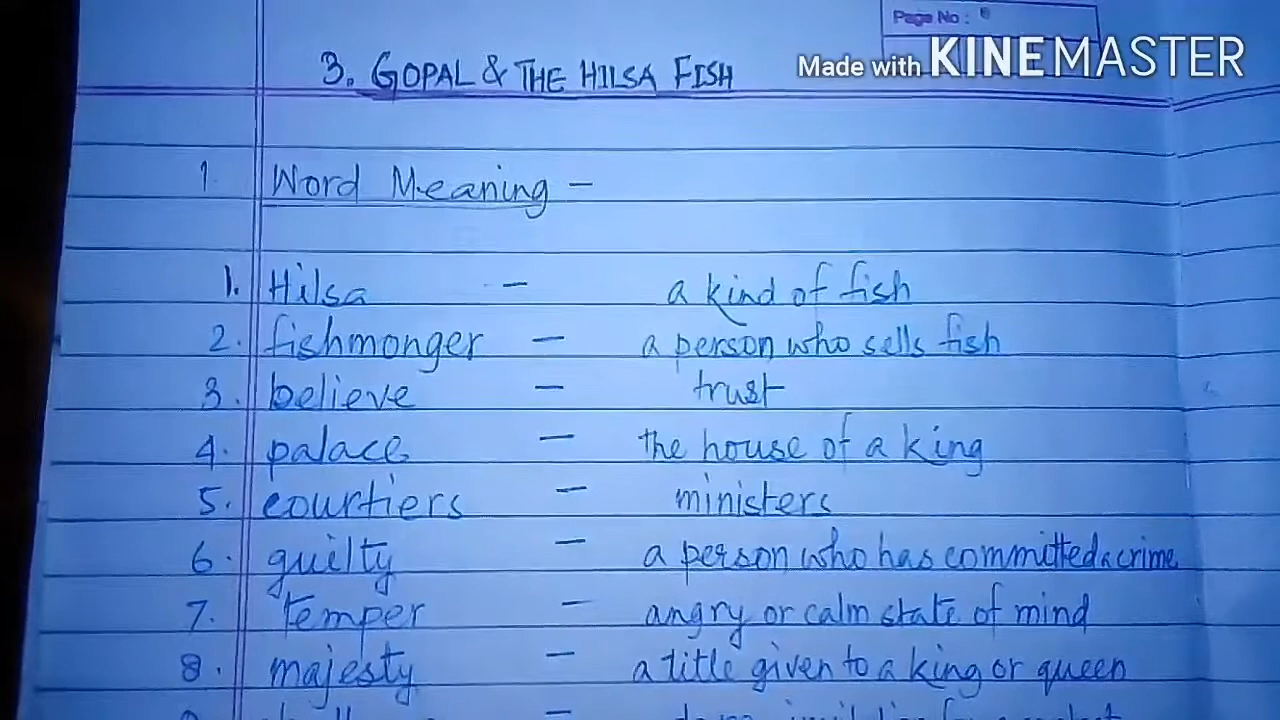 Page No :
Made with KINEMASTER
3. GOPAL & THE HILSA FISH
1. Word Meaning -
1. Hilsa - a kind of fish
2. fishmonger - a person who sells fish
3. believe - trust
4. palace - the house of a king
5. courtiers - ministers
6. guilty - a person who has committed a crime
7. temper - angry or calm state of mind
8. majesty - a title given to a king or queen